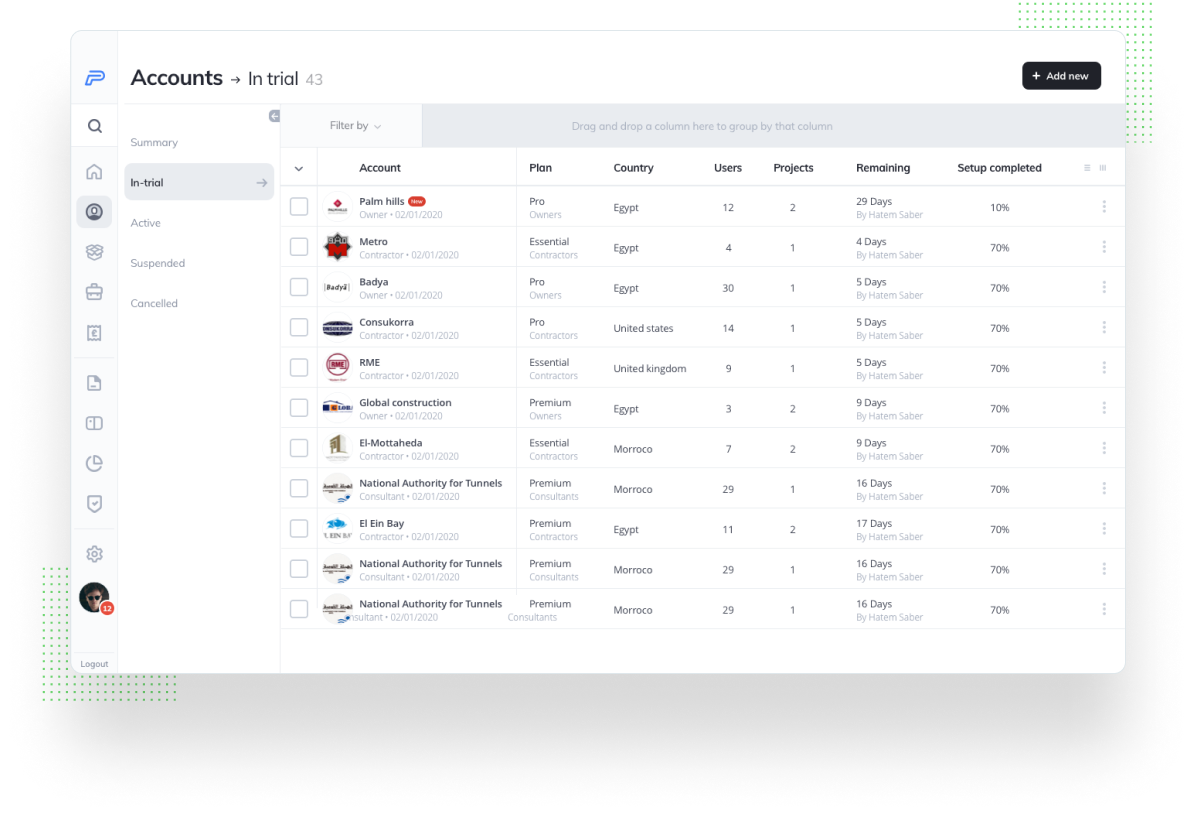 Accounts → In trial 43
+ Add new
Summary
In-trial
Active
Suspended
Cancelled
12
Logout
Filter by
Drag and drop a column here to group by that column
Account Plan Country Users Projects Remaining Setup completed
Palm hills New Pro Egypt 12 2 29 Days 10%
Owner • 02/01/2020 Owners By Hatem Saber
Metro Essential Egypt 4 1 4 Days 70%
Contractor • 02/01/2020 Contractors By Hatem Saber
Badya Badya Pro Egypt 30 1 5 Days 70%
Owner • 02/01/2020 Owners By Hatem Saber
Consukorra Pro United states 14 1 5 Days 70%
Contractor • 02/01/2020 Contractors By Hatem Saber
RME RME Essential United kingdom 9 1 5 Days 70%
Contractor • 02/01/2020 Contractors By Hatem Saber
Global construction Premium Egypt 3 2 9 Days 70%
Owner • 02/01/2020 Owners By Hatem Saber
El-Mottaheda Essential Morroco 7 2 9 Days 70%
Contractor • 02/01/2020 Contractors By Hatem Saber
National Authority for Tunnels Premium Morroco 29 1 16 Days 70%
Consultant • 02/01/2020 Consultants By Hatem Saber
El Ein Bay Premium Egypt 11 2 17 Days 70%
Contractor • 02/01/2020 Contractors By Hatem Saber
National Authority for Tunnels Premium Morroco 29 1 16 Days 70%
Consultant • 02/01/2020 Consultants By Hatem Saber
National Authority for Tunnels Premium Morroco 29 1 16 Days 70%
nsultant • 02/01/2020 Consultants By Hatem Saber